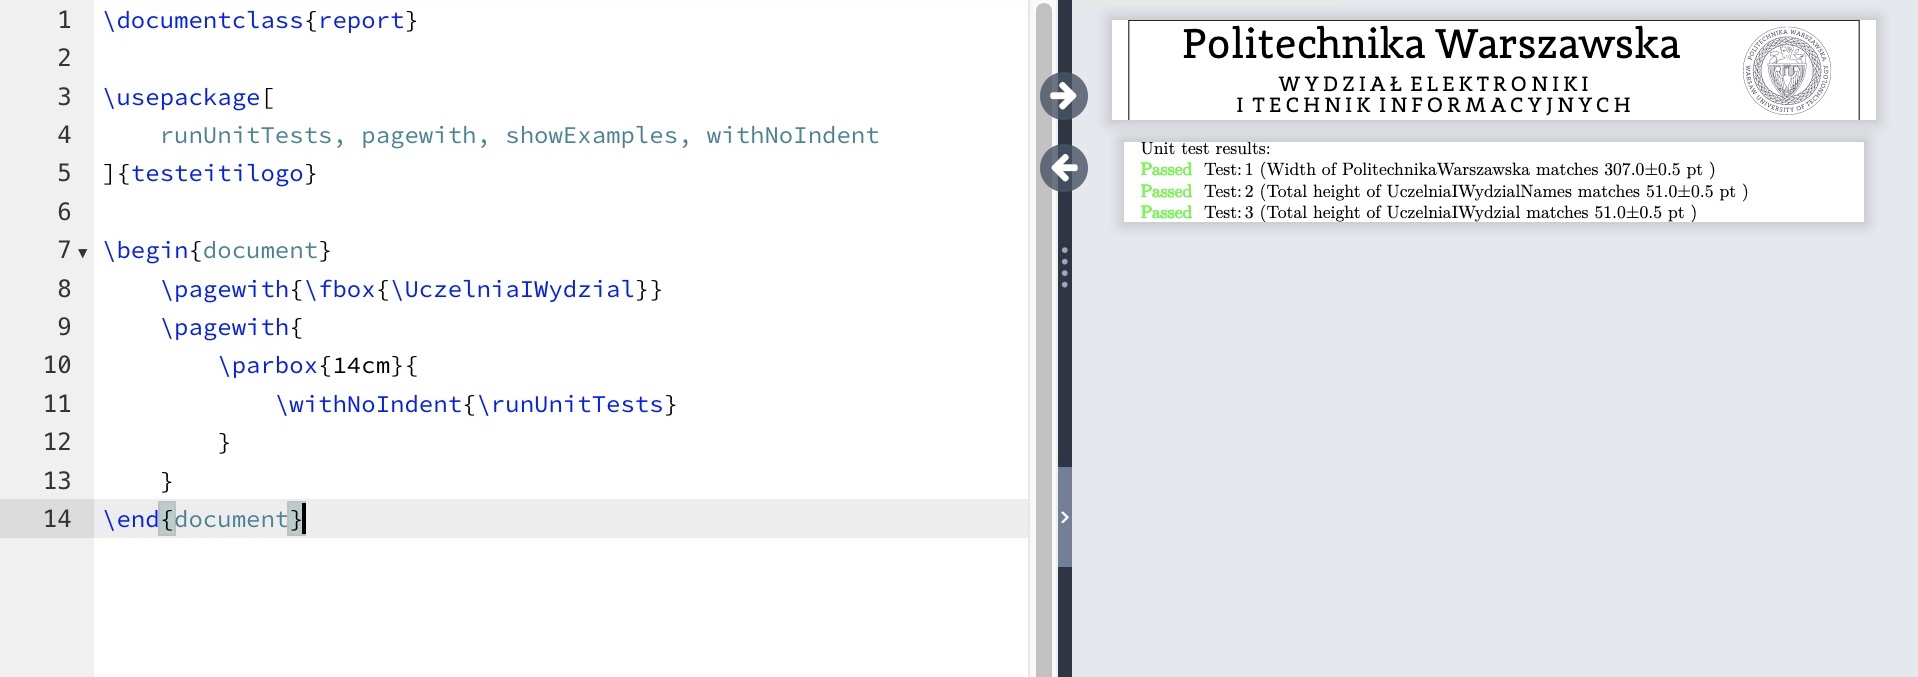 1 \documentclass{report}
2
3 \usepackage[
4 runUnitTests, pagewith, showExamples, withNoIndent
5 ]{testeitilogo}
6
7 \begin{document}
8 \pagewith{\fbox{\UczelniaIWydzial}}
9 \pagewith{
10 \parbox{14cm}{
11 \withNoIndent{\runUnitTests}
12 }
13 }
14 \end{document}
Politechnika Warszawska
WYDZIAŁ ELEKTRONIKI
I TECHNIK INFORMACYJNYCH
POLITECHNIKA WARSZAWSKA
WARSAW UNIVERSITY OF TECHNOLOGY
Unit test results:
Passed Test: 1 (Width of PolitechnikaWarszawska matches 307.0±0.5 pt )
Passed Test: 2 (Total height of UczelniaIWydzialNames matches 51.0±0.5 pt )
Passed Test: 3 (Total height of UczelniaIWydzial matches 51.0±0.5 pt )